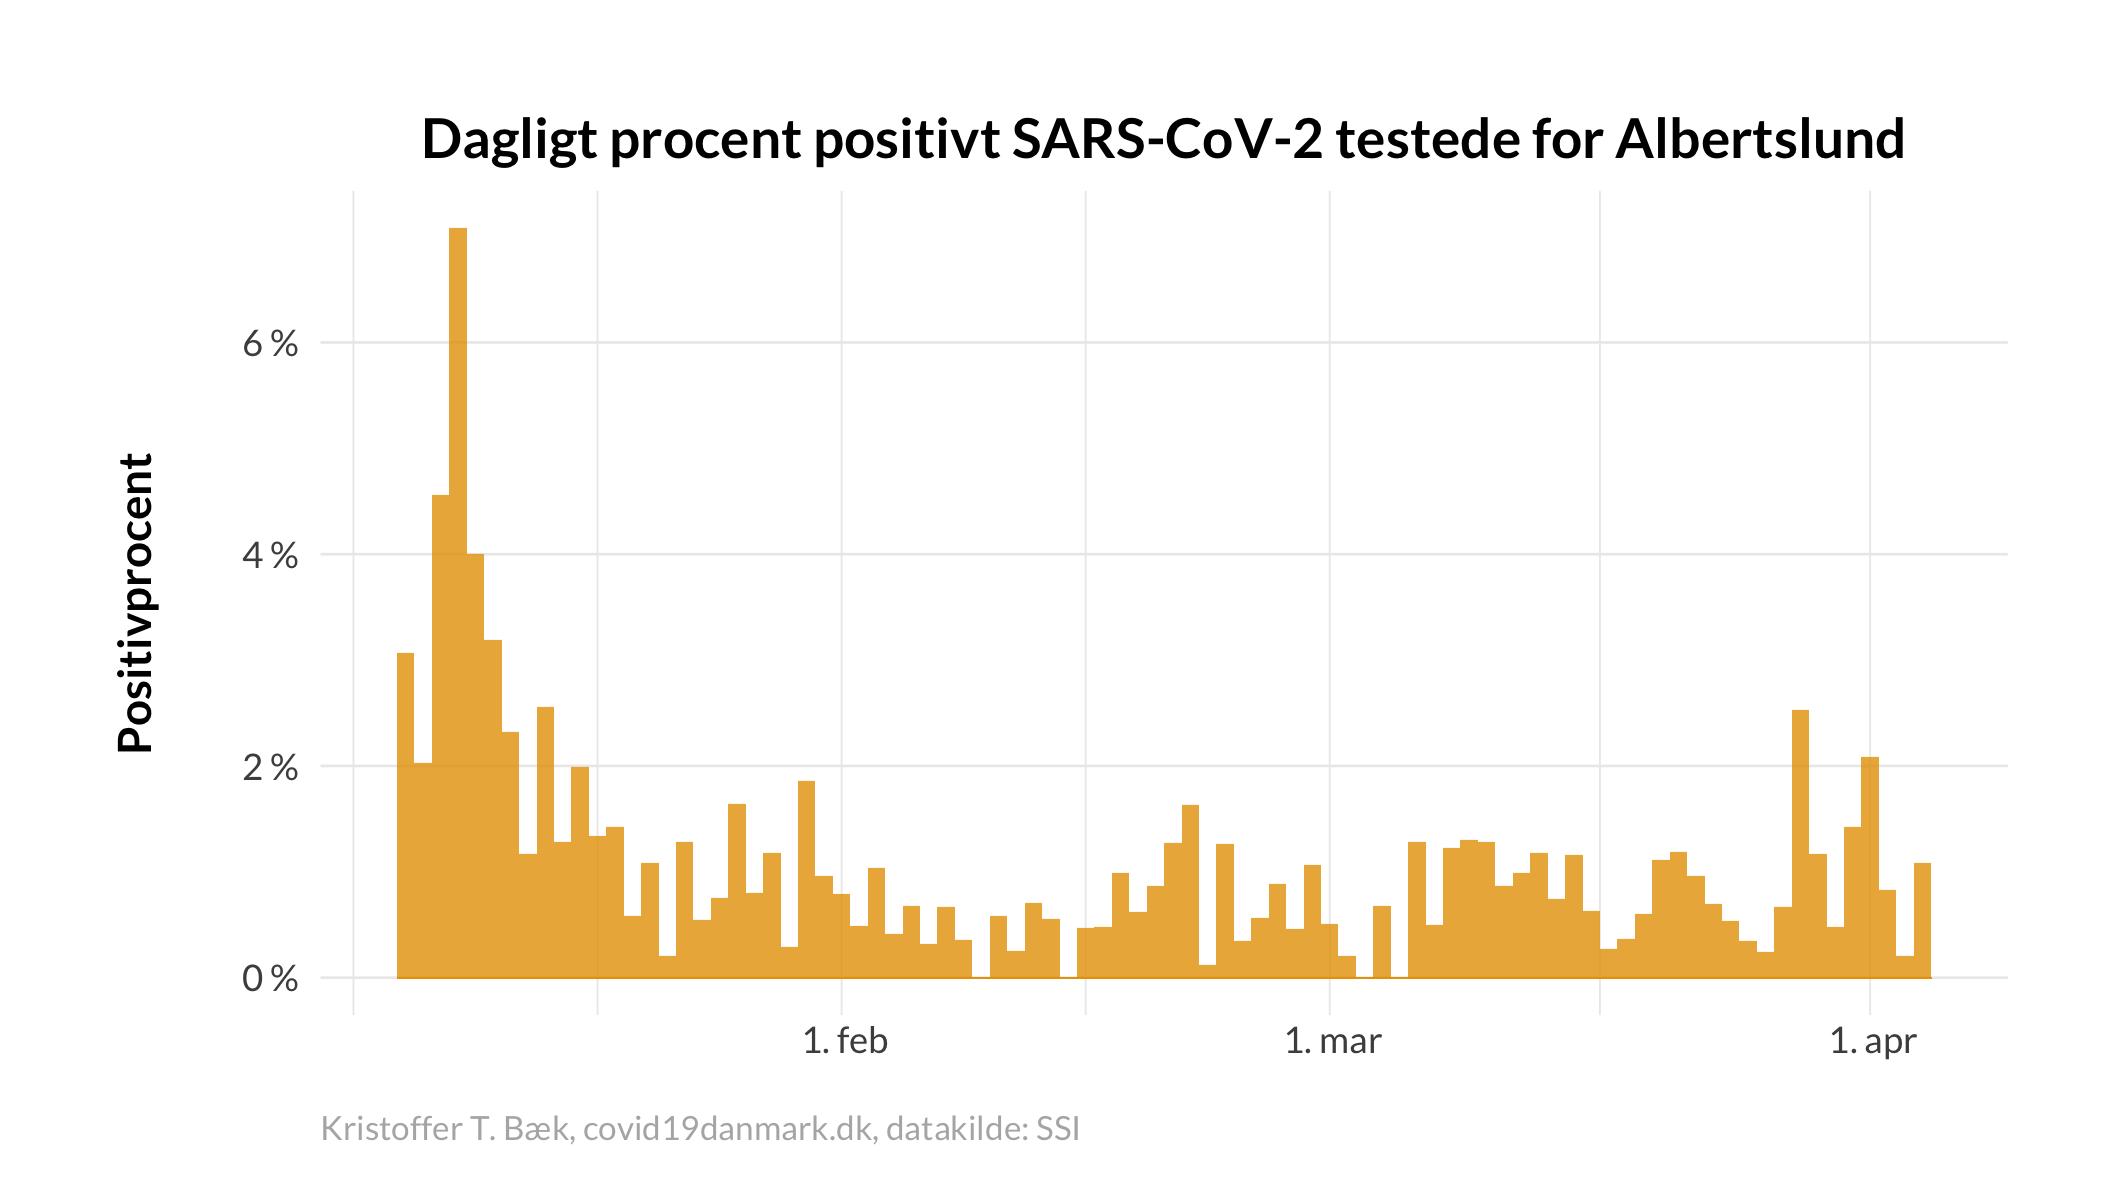 Dagligt procent positivt SARS-CoV-2 testede for Albertslund
Positivprocent
6 %
4 %
2 %
0 %
1. feb
1. mar
1. apr
Kristoffer T. Bæk, covid19danmark.dk, datakilde: SSI